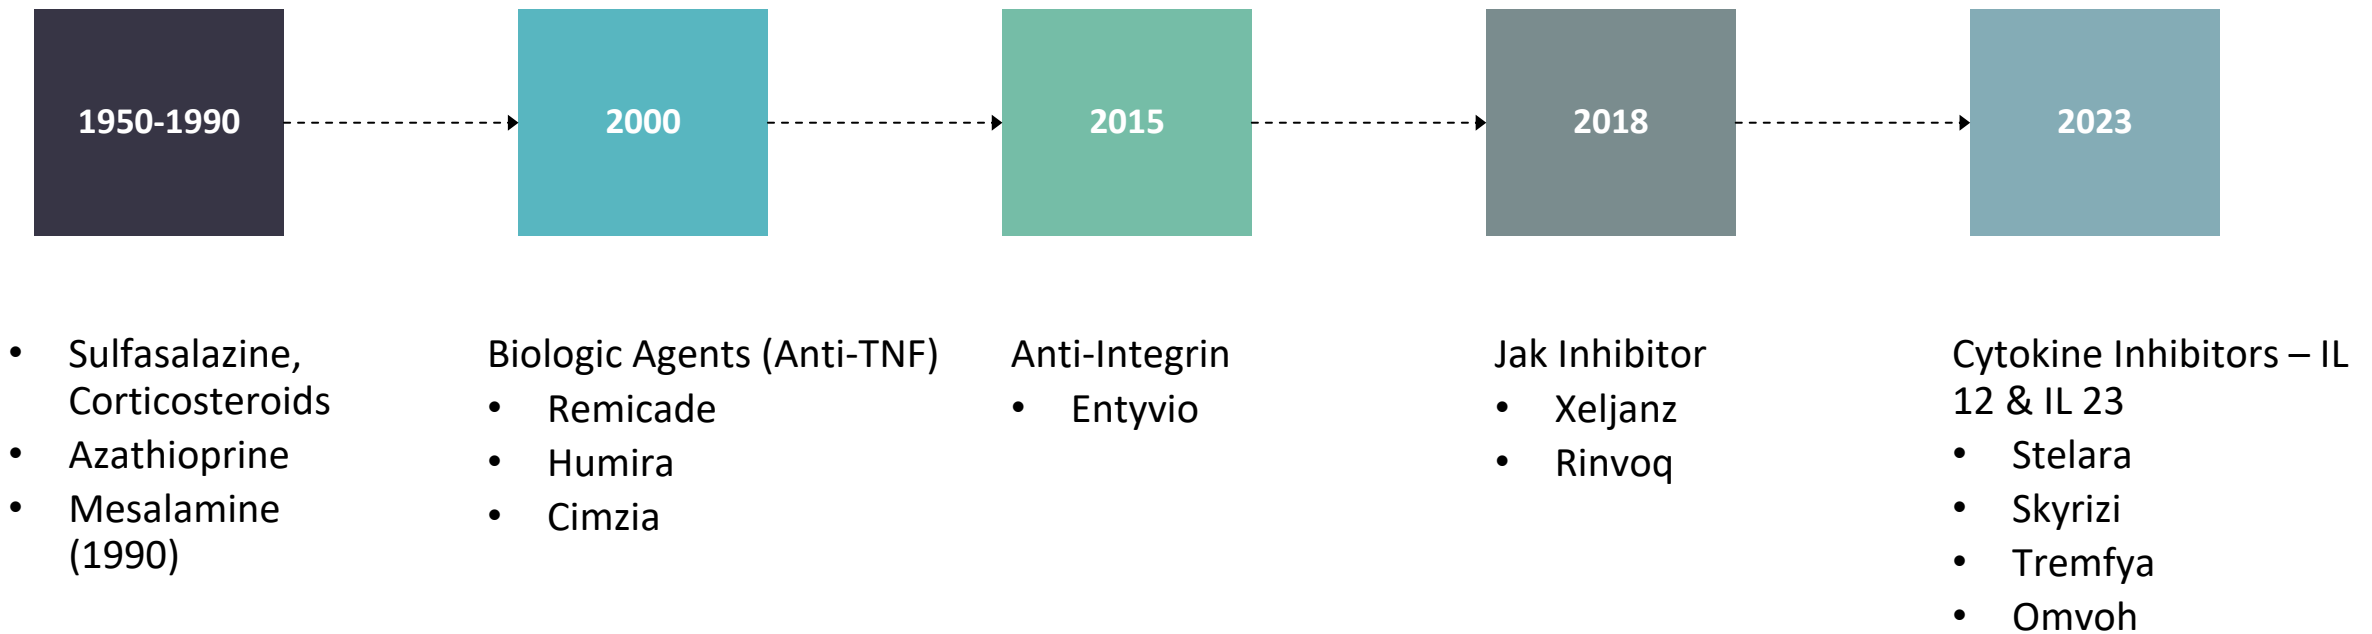 1950-1990
2000
2015
2018
2023
• Sulfasalazine,
Corticosteroids
• Azathioprine
• Mesalamine
(1990)
Biologic Agents (Anti-TNF)
• Remicade
• Humira
• Cimzia
Anti-Integrin
• Entyvio
Jak Inhibitor
• Xeljanz
• Rinvoq
Cytokine Inhibitors – IL
12 & IL 23
• Stelara
• Skyrizi
• Tremfya
• Omvoh